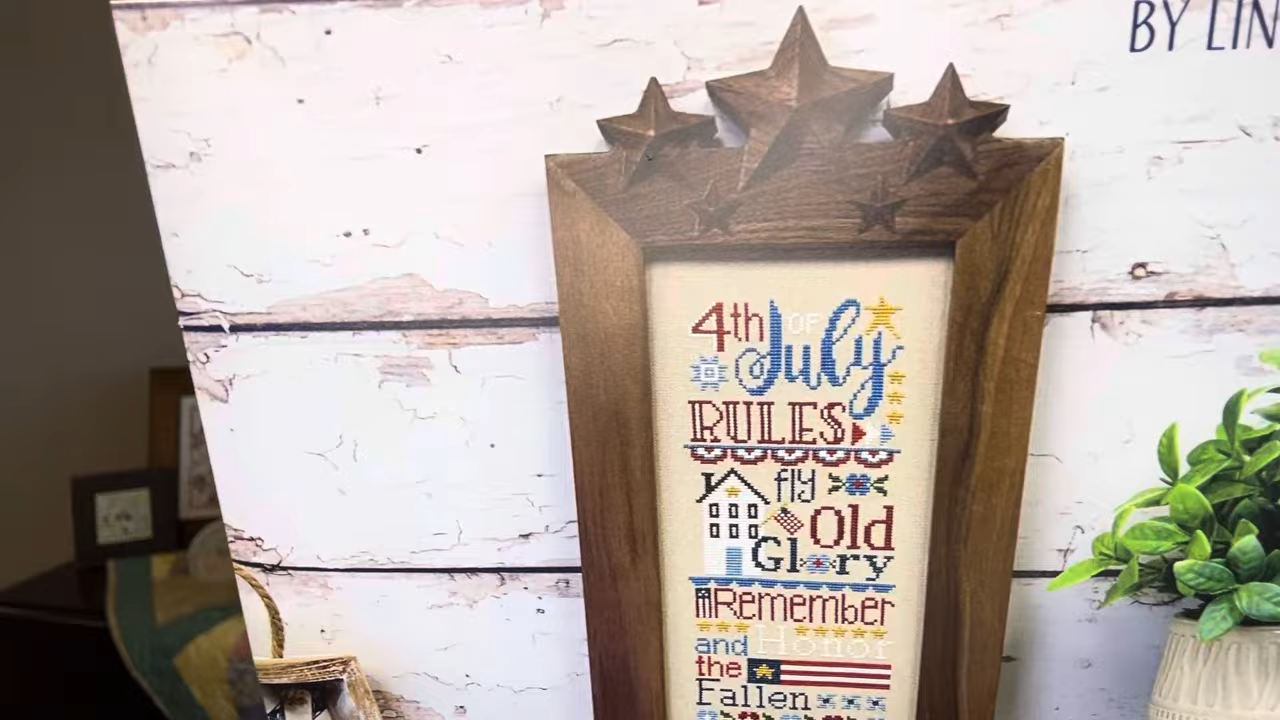 BY LIN
4th OF July
RULES
fly
Old
Glory
Remember
and Honor
the
Fallen